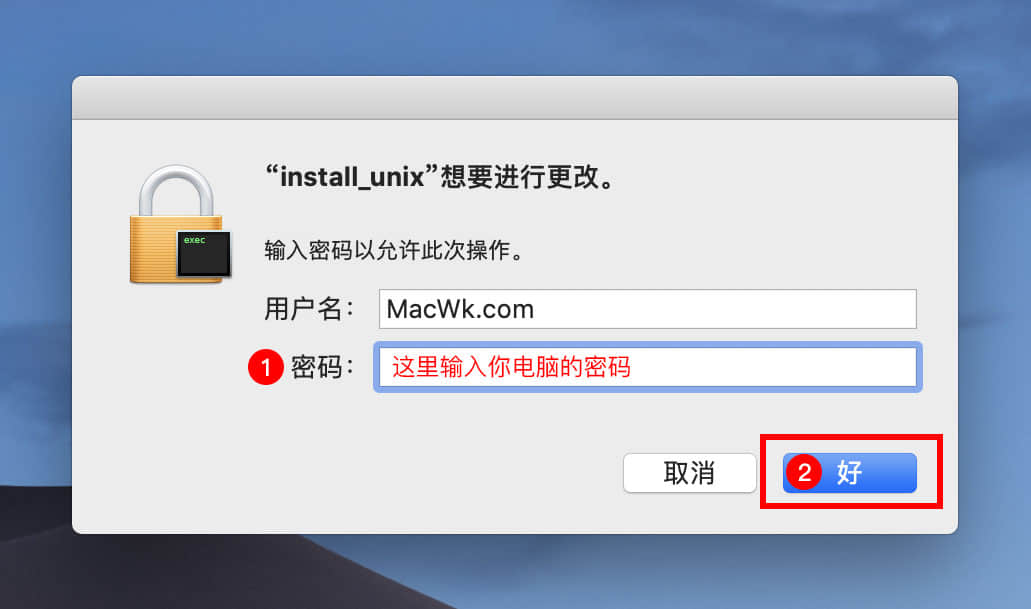 “install_unix”想要进行更改。
exec
输入密码以允许此次操作。
用户名： MacWk.com
1 密码： 这里输入你电脑的密码
取消 2 好